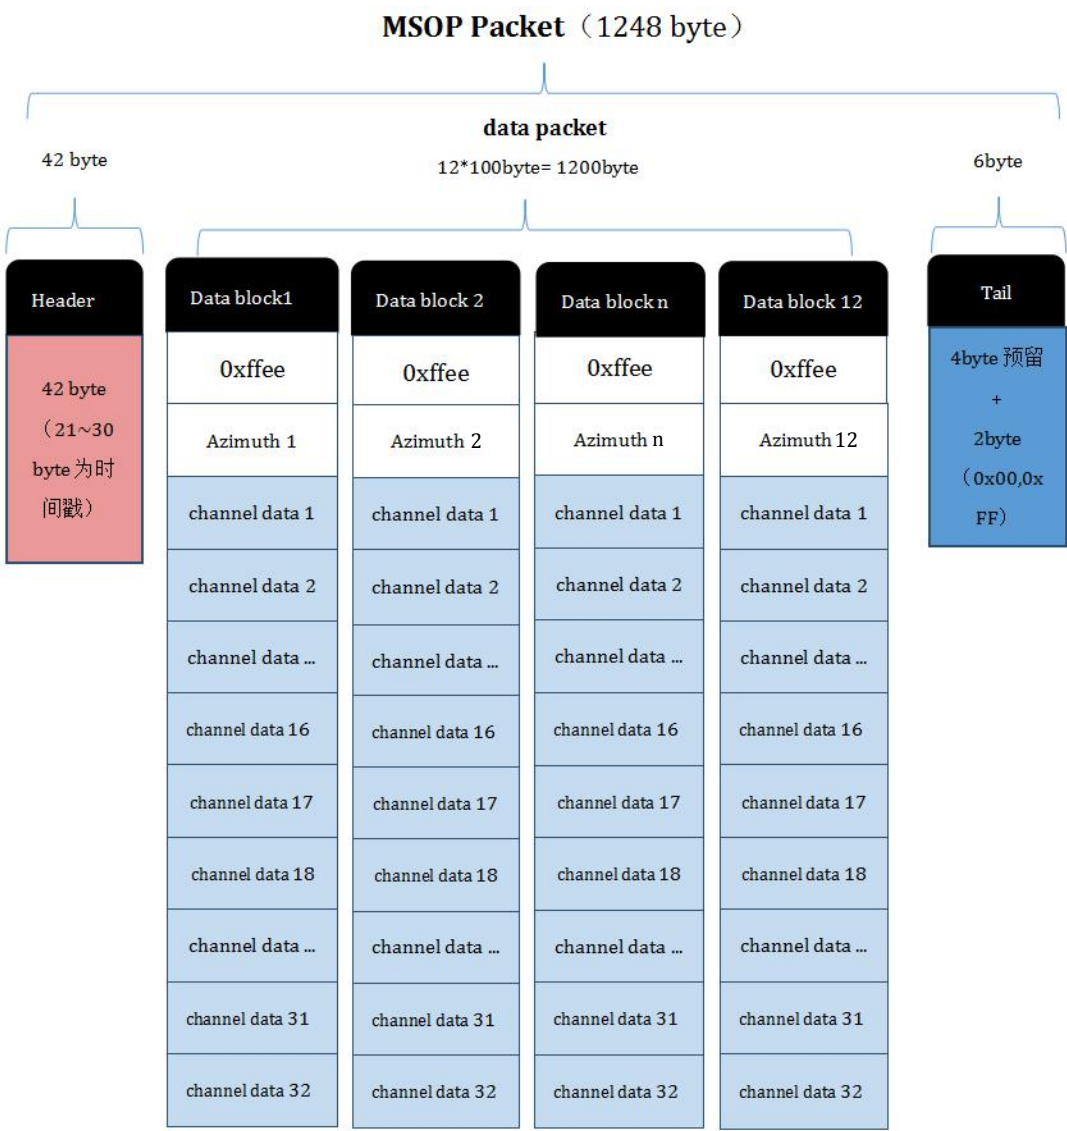 MSOP Packet（1248 byte）
data packet
42 byte
12*100byte= 1200byte
6byte
Header
Data block1
Data block 2
Data block n
Data block 12
Tail
42 byte
（21~30
byte 为时
间戳）
0xffee
0xffee
0xffee
0xffee
4byte 预留
+
2byte
（0x00,0x
FF）
Azimuth 1
Azimuth 2
Azimuth n
Azimuth 12
channel data 1
channel data 1
channel data 1
channel data 1
channel data 2
channel data 2
channel data 2
channel data 2
channel data ...
channel data ...
channel data ...
channel data ...
channel data 16
channel data 16
channel data 16
channel data 16
channel data 17
channel data 17
channel data 17
channel data 17
channel data 18
channel data 18
channel data 18
channel data 18
channel data ...
channel data ...
channel data ...
channel data ...
channel data 31
channel data 31
channel data 31
channel data 31
channel data 32
channel data 32
channel data 32
channel data 32